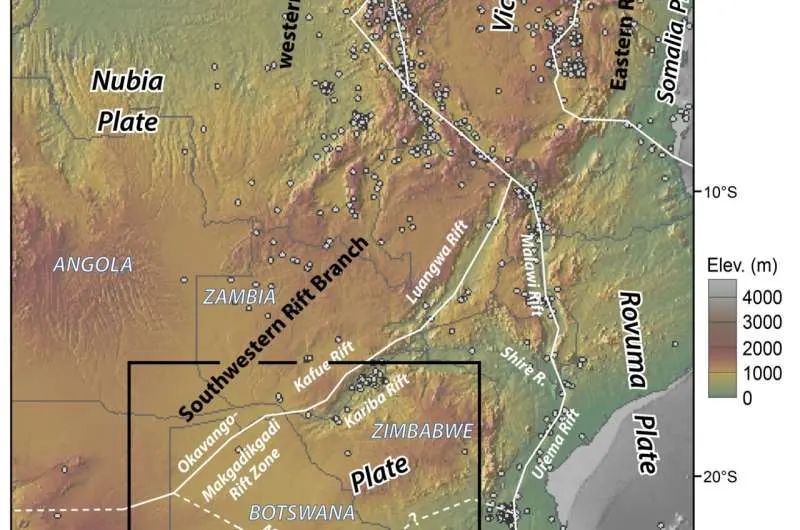 western
Vic
Eastern R
Somalia P
Nubia
Plate
10°S
ANGOLA
ZAMBIA
Southwestern Rift Branch
Luangwa Rift
Malawi Rift
Rovuma
Plate
Elev. (m)
4000
3000
2000
1000
0
Kafue Rift
Shire R.
Kariba Rift
ZIMBABWE
Okavango-
Makgadikgadi
Rift Zone
Plate
Urema Rift
20°S
BOTSWANA
?